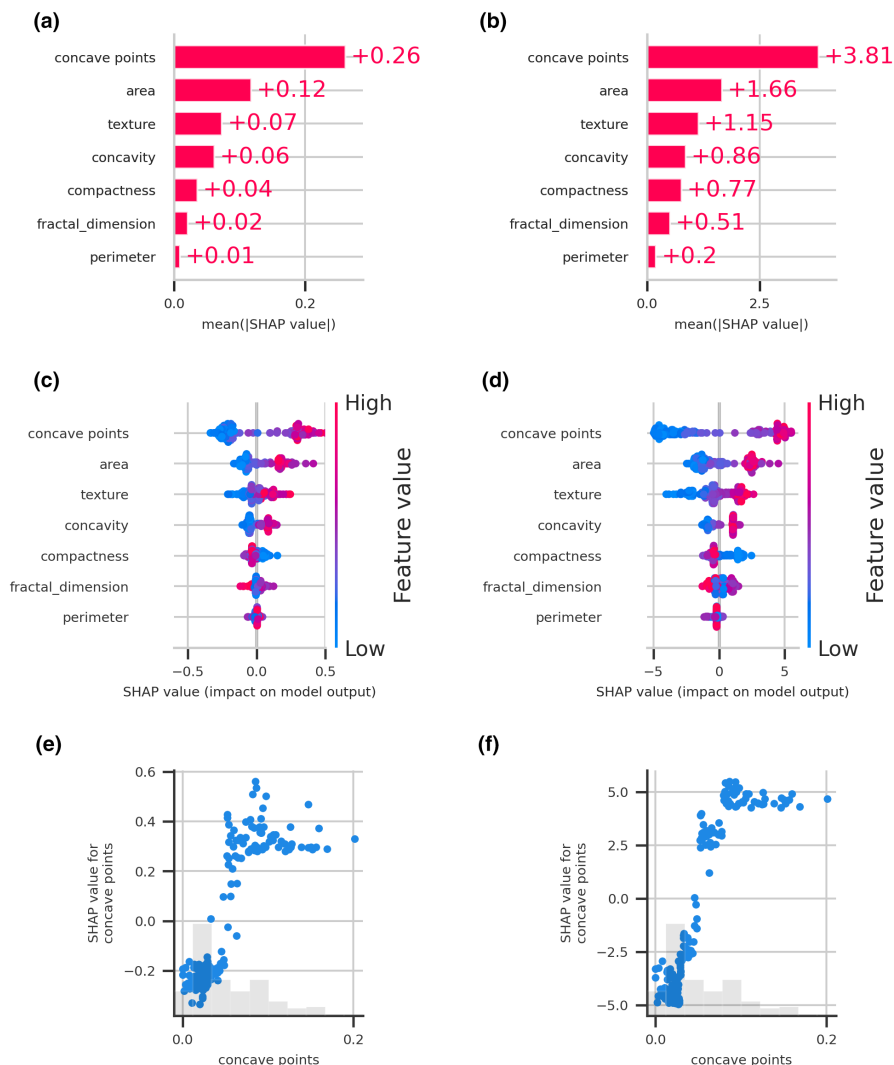 (a)
concave points +0.26
area +0.12
texture +0.07
concavity +0.06
compactness +0.04
fractal_dimension +0.02
perimeter +0.01
0.0 0.2
mean(|SHAP value|)
(b)
concave points +3.81
area +1.66
texture +1.15
concavity +0.86
compactness +0.77
fractal_dimension +0.51
perimeter +0.2
0.0 2.5
mean(|SHAP value|)
(c)
High
concave points
area
texture
concavity
compactness
fractal_dimension
perimeter
Feature value
Low
−0.5 0.0 0.5
SHAP value (impact on model output)
(d)
High
concave points
area
texture
concavity
compactness
fractal_dimension
perimeter
Feature value
Low
−5 0 5
SHAP value (impact on model output)
(e)
0.6
0.4
0.2
0.0
−0.2
SHAP value for
concave points
0.0 0.2
concave points
(f)
5.0
2.5
0.0
−2.5
−5.0
SHAP value for
concave points
0.0 0.2
concave points